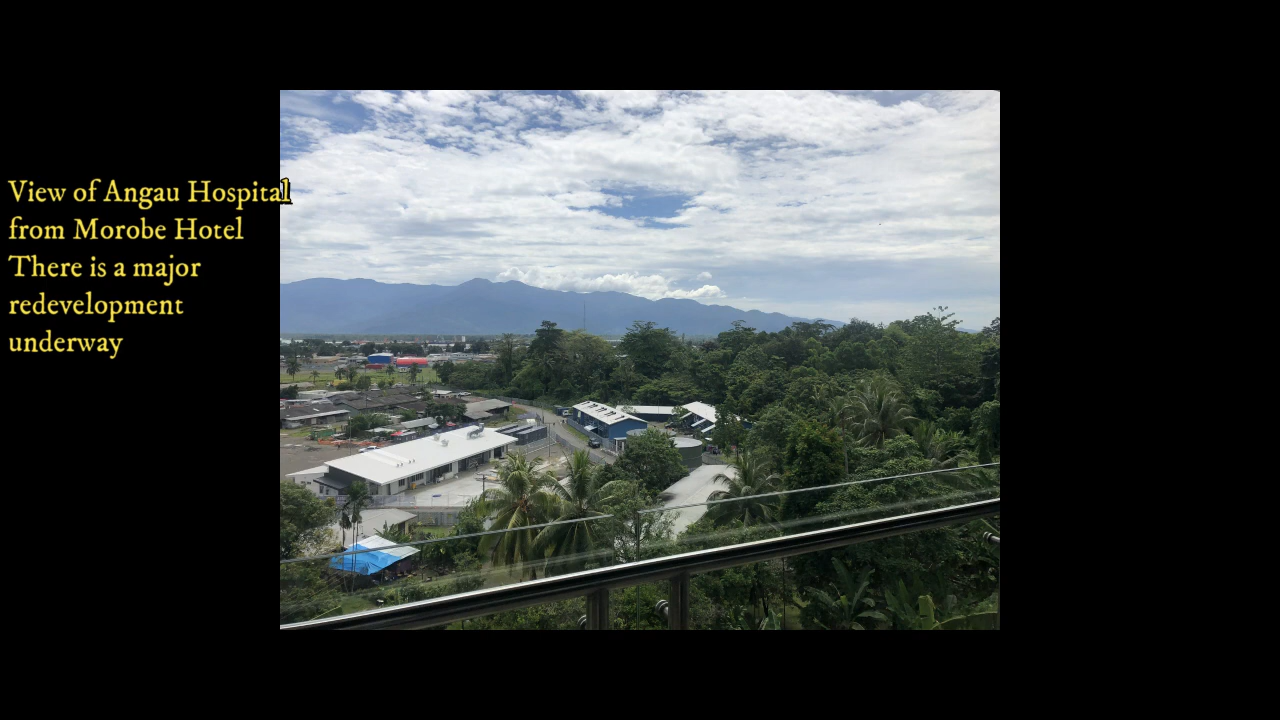 View of Angau Hospital
from Morobe Hotel
There is a major
redevelopment
underway